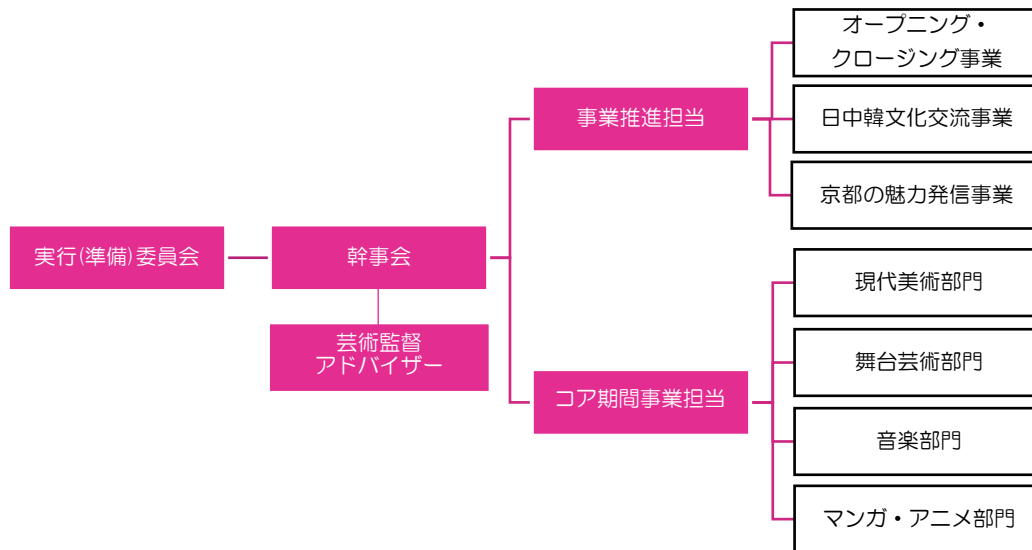 オープニング・
クロージング事業
事業推進担当
日中韓文化交流事業
京都の魅力発信事業
実行(準備)委員会
幹事会
芸術監督
アドバイザー
現代美術部門
舞台芸術部門
コア期間事業担当
音楽部門
マンガ・アニメ部門